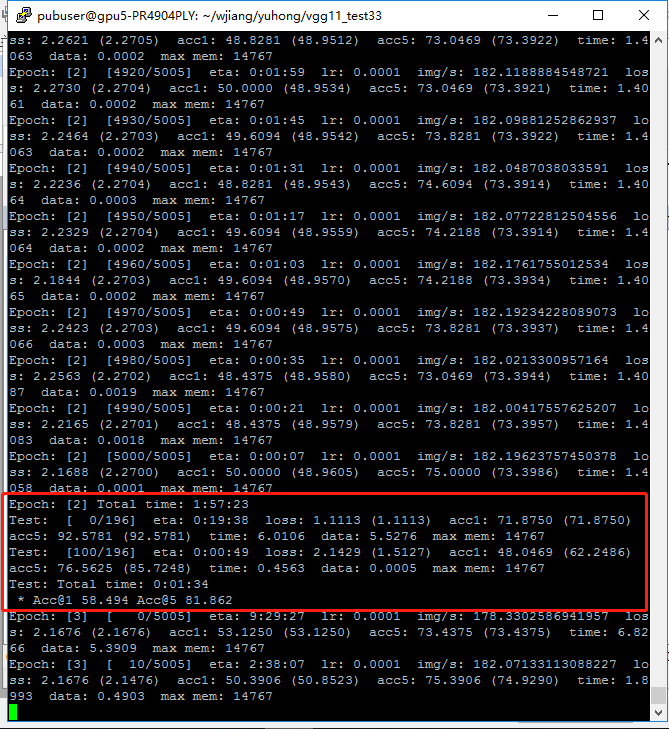 pubuser@gpu5-PR4904PLY: ~/wjiang/yuhong/vgg11_test33
ss: 2.2621 (2.2705)  acc1: 48.8281 (48.9512)  acc5: 73.0469 (73.3922)  time: 1.4
063  data: 0.0002  max mem: 14767
Epoch: [2]  [4920/5005]  eta: 0:01:59  lr: 0.0001  img/s: 182.1188884548721  los
s: 2.2730 (2.2704)  acc1: 50.0000 (48.9534)  acc5: 73.0469 (73.3921)  time: 1.40
61  data: 0.0002  max mem: 14767
Epoch: [2]  [4930/5005]  eta: 0:01:45  lr: 0.0001  img/s: 182.09881252862937  lo
ss: 2.2464 (2.2703)  acc1: 49.6094 (48.9542)  acc5: 73.8281 (73.3922)  time: 1.4
063  data: 0.0002  max mem: 14767
Epoch: [2]  [4940/5005]  eta: 0:01:31  lr: 0.0001  img/s: 182.0487038033591  los
s: 2.2236 (2.2704)  acc1: 48.8281 (48.9543)  acc5: 74.6094 (73.3914)  time: 1.40
64  data: 0.0003  max mem: 14767
Epoch: [2]  [4950/5005]  eta: 0:01:17  lr: 0.0001  img/s: 182.07722812504556  lo
ss: 2.2329 (2.2704)  acc1: 49.6094 (48.9559)  acc5: 74.2188 (73.3914)  time: 1.4
064  data: 0.0002  max mem: 14767
Epoch: [2]  [4960/5005]  eta: 0:01:03  lr: 0.0001  img/s: 182.1761755012534  los
s: 2.1844 (2.2703)  acc1: 49.6094 (48.9570)  acc5: 74.2188 (73.3934)  time: 1.40
65  data: 0.0002  max mem: 14767
Epoch: [2]  [4970/5005]  eta: 0:00:49  lr: 0.0001  img/s: 182.19234228089073  lo
ss: 2.2423 (2.2703)  acc1: 49.6094 (48.9575)  acc5: 73.8281 (73.3937)  time: 1.4
066  data: 0.0003  max mem: 14767
Epoch: [2]  [4980/5005]  eta: 0:00:35  lr: 0.0001  img/s: 182.0213300957164  los
s: 2.2563 (2.2702)  acc1: 48.4375 (48.9580)  acc5: 73.0469 (73.3944)  time: 1.40
87  data: 0.0019  max mem: 14767
Epoch: [2]  [4990/5005]  eta: 0:00:21  lr: 0.0001  img/s: 182.00417557625207  lo
ss: 2.2165 (2.2701)  acc1: 48.4375 (48.9579)  acc5: 73.8281 (73.3957)  time: 1.4
083  data: 0.0018  max mem: 14767
Epoch: [2]  [5000/5005]  eta: 0:00:07  lr: 0.0001  img/s: 182.19623757450378  lo
ss: 2.1688 (2.2700)  acc1: 50.0000 (48.9605)  acc5: 75.0000 (73.3986)  time: 1.4
058  data: 0.0001  max mem: 14767
Epoch: [2] Total time: 1:57:23
Test:  [  0/196]  eta: 0:19:38  loss: 1.1113 (1.1113)  acc1: 71.8750 (71.8750)
acc5: 92.5781 (92.5781)  time: 6.0106  data: 5.5276  max mem: 14767
Test:  [100/196]  eta: 0:00:49  loss: 2.1429 (1.5127)  acc1: 48.0469 (62.2486)
acc5: 76.5625 (85.7248)  time: 0.4563  data: 0.0005  max mem: 14767
Test: Total time: 0:01:34
 * Acc@1 58.494 Acc@5 81.862
Epoch: [3]  [   0/5005]  eta: 9:29:27  lr: 0.0001  img/s: 178.3302586941957  los
s: 2.1676 (2.1676)  acc1: 53.1250 (53.1250)  acc5: 73.4375 (73.4375)  time: 6.82
66  data: 5.3909  max mem: 14767
Epoch: [3]  [  10/5005]  eta: 2:38:07  lr: 0.0001  img/s: 182.07133113088227  lo
ss: 2.1676 (2.1476)  acc1: 50.3906 (50.8523)  acc5: 75.3906 (74.9290)  time: 1.8
993  data: 0.4903  max mem: 14767